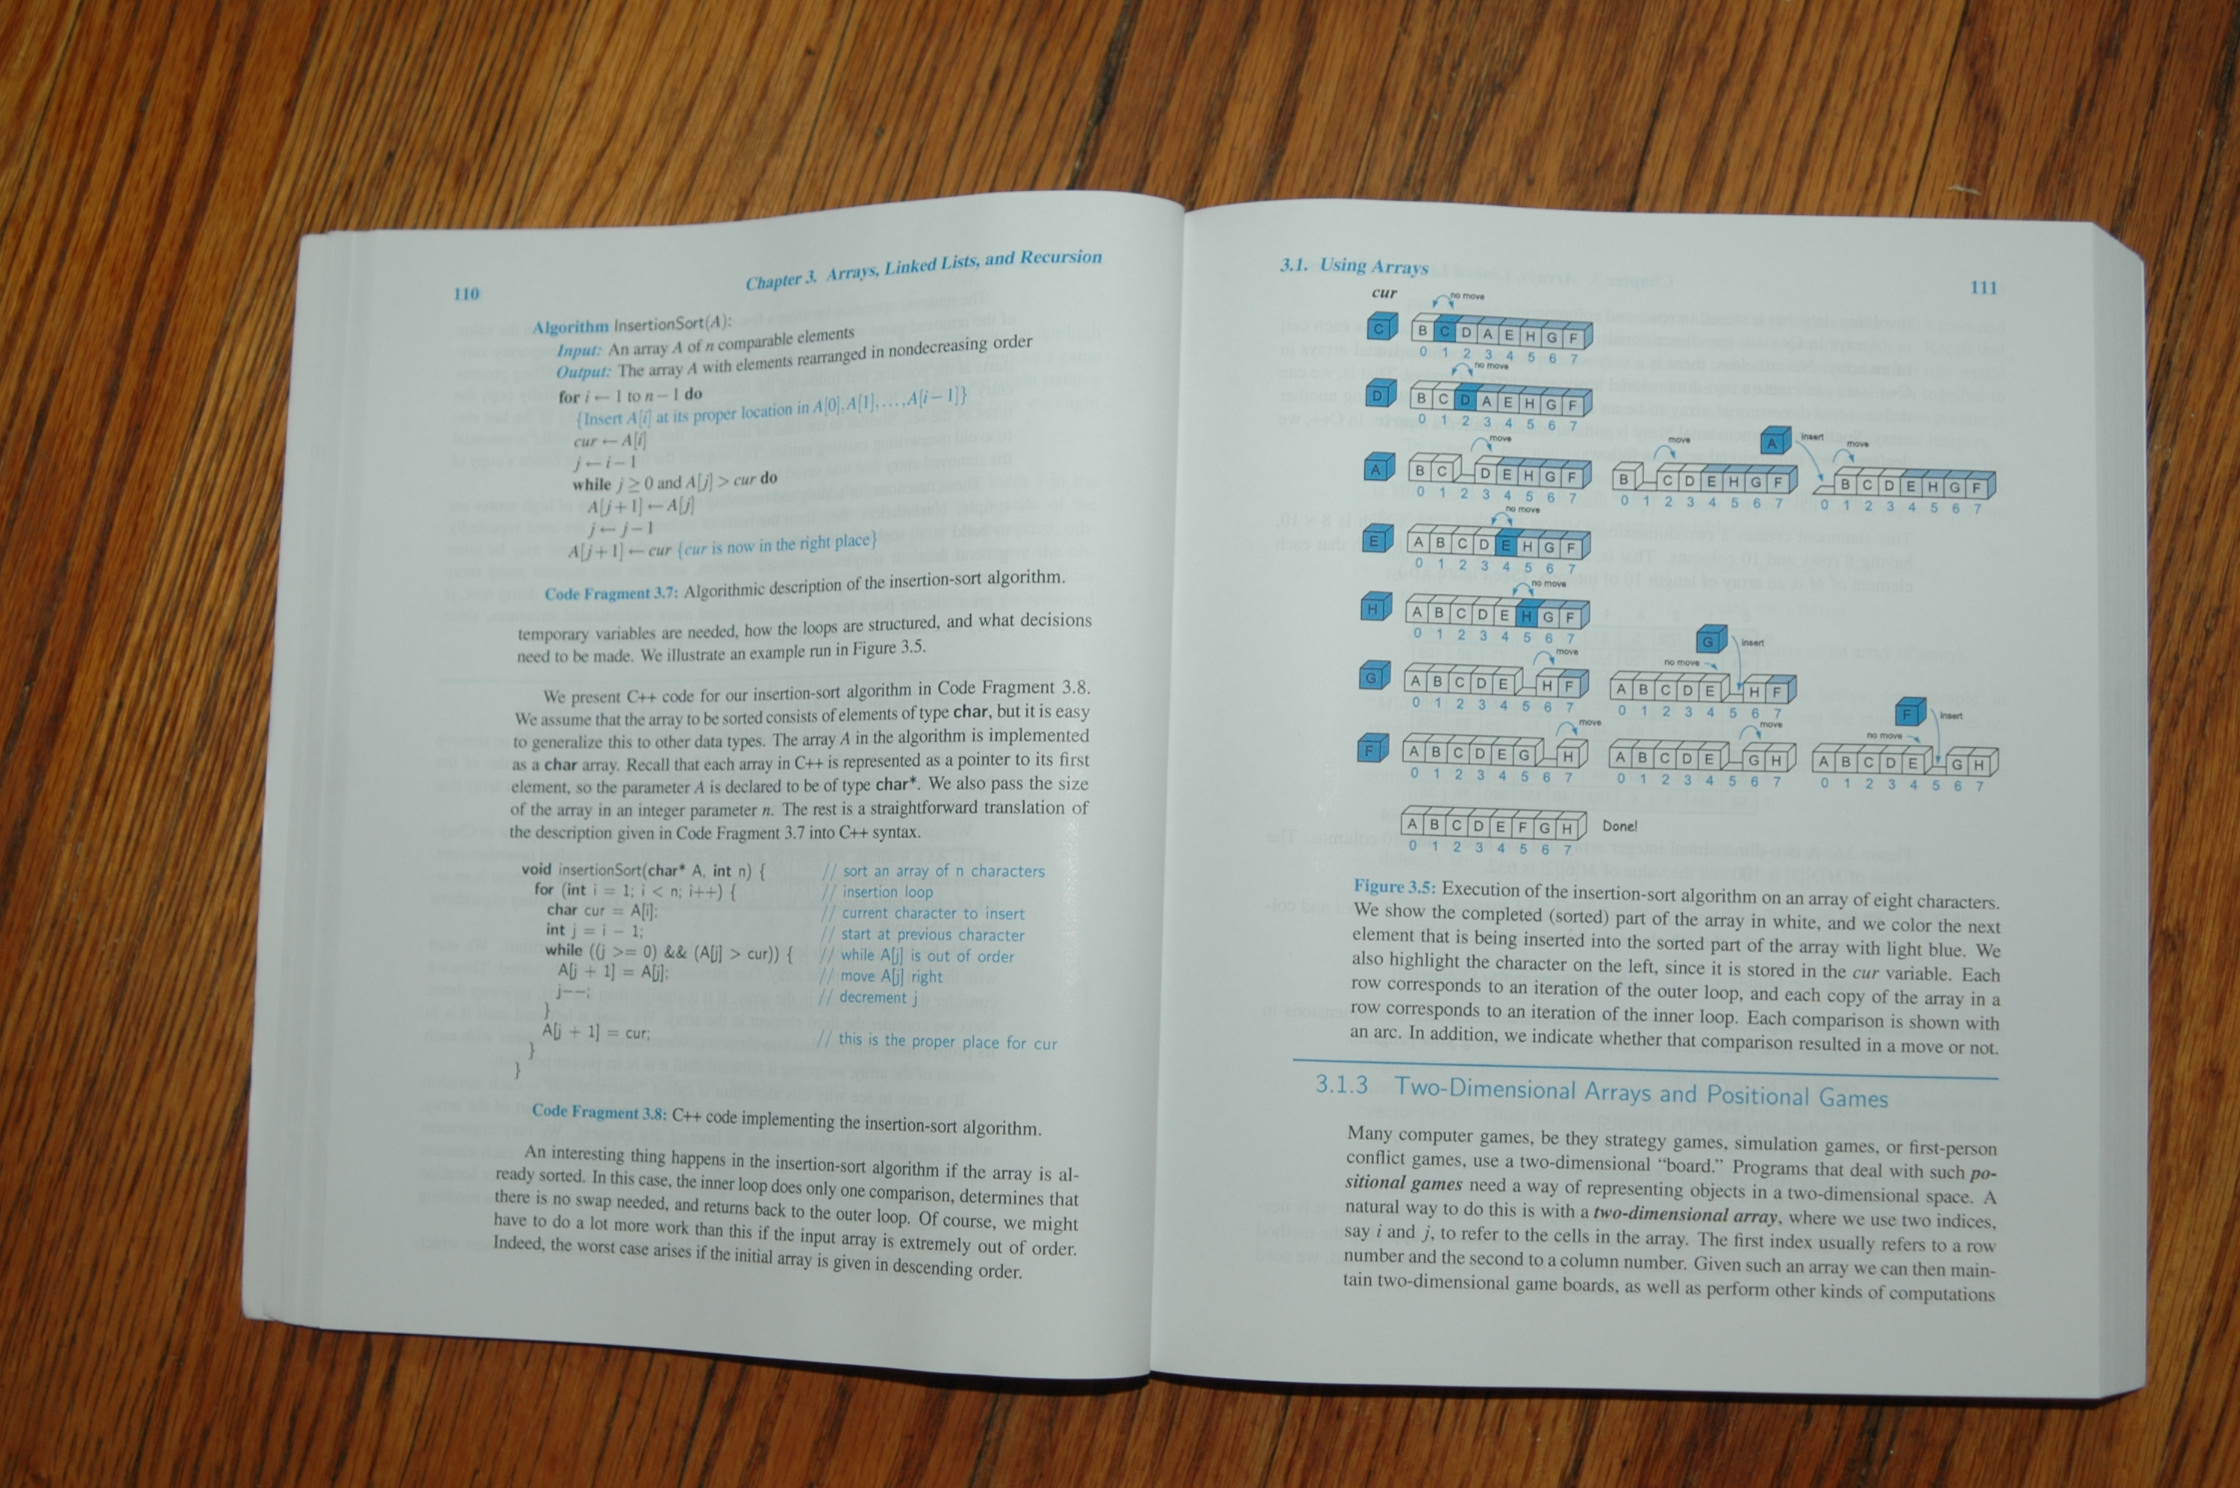 110
Chapter 3. Arrays, Linked Lists, and Recursion
Algorithm InsertionSort(A):
Input: An array A of n comparable elements
Output: The array A with elements rearranged in nondecreasing order
for i ← 1 to n − 1 do
{Insert A[i] at its proper location in A[0], A[1], . . . , A[i − 1]}
cur ← A[i]
j ← i − 1
while j ≥ 0 and A[j] > cur do
A[j + 1] ← A[j]
j ← j − 1
A[j + 1] ← cur {cur is now in the right place}
Code Fragment 3.7: Algorithmic description of the insertion-sort algorithm.
temporary variables are needed, how the loops are structured, and what decisions
need to be made. We illustrate an example run in Figure 3.5.
We present C++ code for our insertion-sort algorithm in Code Fragment 3.8.
We assume that the array to be sorted consists of elements of type char, but it is easy
to generalize this to other data types. The array A in the algorithm is implemented
as a char array. Recall that each array in C++ is represented as a pointer to its first
element, so the parameter A is declared to be of type char*. We also pass the size
of the array in an integer parameter n. The rest is a straightforward translation of
the description given in Code Fragment 3.7 into C++ syntax.
void insertionSort(char* A, int n) { // sort an array of n characters
for (int i = 1; i < n; i++) { // insertion loop
char cur = A[i]; // current character to insert
int j = i − 1; // start at previous character
while ((j >= 0) && (A[j] > cur)) { // while A[j] is out of order
A[j + 1] = A[j]; // move A[j] right
j−−; // decrement j
}
A[j + 1] = cur; // this is the proper place for cur
}
}
Code Fragment 3.8: C++ code implementing the insertion-sort algorithm.
An interesting thing happens in the insertion-sort algorithm if the array is al-
ready sorted. In this case, the inner loop does only one comparison, determines that
there is no swap needed, and returns back to the outer loop. Of course, we might
have to do a lot more work than this if the input array is extremely out of order.
Indeed, the worst case arises if the initial array is given in descending order.
3.1. Using Arrays
111
cur no move
C B C D A E H G F
0 1 2 3 4 5 6 7
no move
D B C D A E H G F
0 1 2 3 4 5 6 7
move move A insert move
A B C D E H G F B C D E H G F B C D E H G F
0 1 2 3 4 5 6 7 0 1 2 3 4 5 6 7 0 1 2 3 4 5 6 7
no move
E A B C D E H G F
0 1 2 3 4 5 6 7
no move
H A B C D E H G F
0 1 2 3 4 5 6 7
move no move G insert
G A B C D E H F A B C D E H F
0 1 2 3 4 5 6 7 0 1 2 3 4 5 6 7
move move no move F insert
F A B C D E G H A B C D E G H A B C D E G H
0 1 2 3 4 5 6 7 0 1 2 3 4 5 6 7 0 1 2 3 4 5 6 7
A B C D E F G H Done!
0 1 2 3 4 5 6 7
Figure 3.5: Execution of the insertion-sort algorithm on an array of eight characters.
We show the completed (sorted) part of the array in white, and we color the next
element that is being inserted into the sorted part of the array with light blue. We
also highlight the character on the left, since it is stored in the cur variable. Each
row corresponds to an iteration of the outer loop, and each copy of the array in a
row corresponds to an iteration of the inner loop. Each comparison is shown with
an arc. In addition, we indicate whether that comparison resulted in a move or not.
3.1.3 Two-Dimensional Arrays and Positional Games
Many computer games, be they strategy games, simulation games, or first-person
conflict games, use a two-dimensional “board.” Programs that deal with such po-
sitional games need a way of representing objects in a two-dimensional space. A
natural way to do this is with a two-dimensional array, where we use two indices,
say i and j, to refer to the cells in the array. The first index usually refers to a row
number and the second to a column number. Given such an array we can then main-
tain two-dimensional game boards, as well as perform other kinds of computations